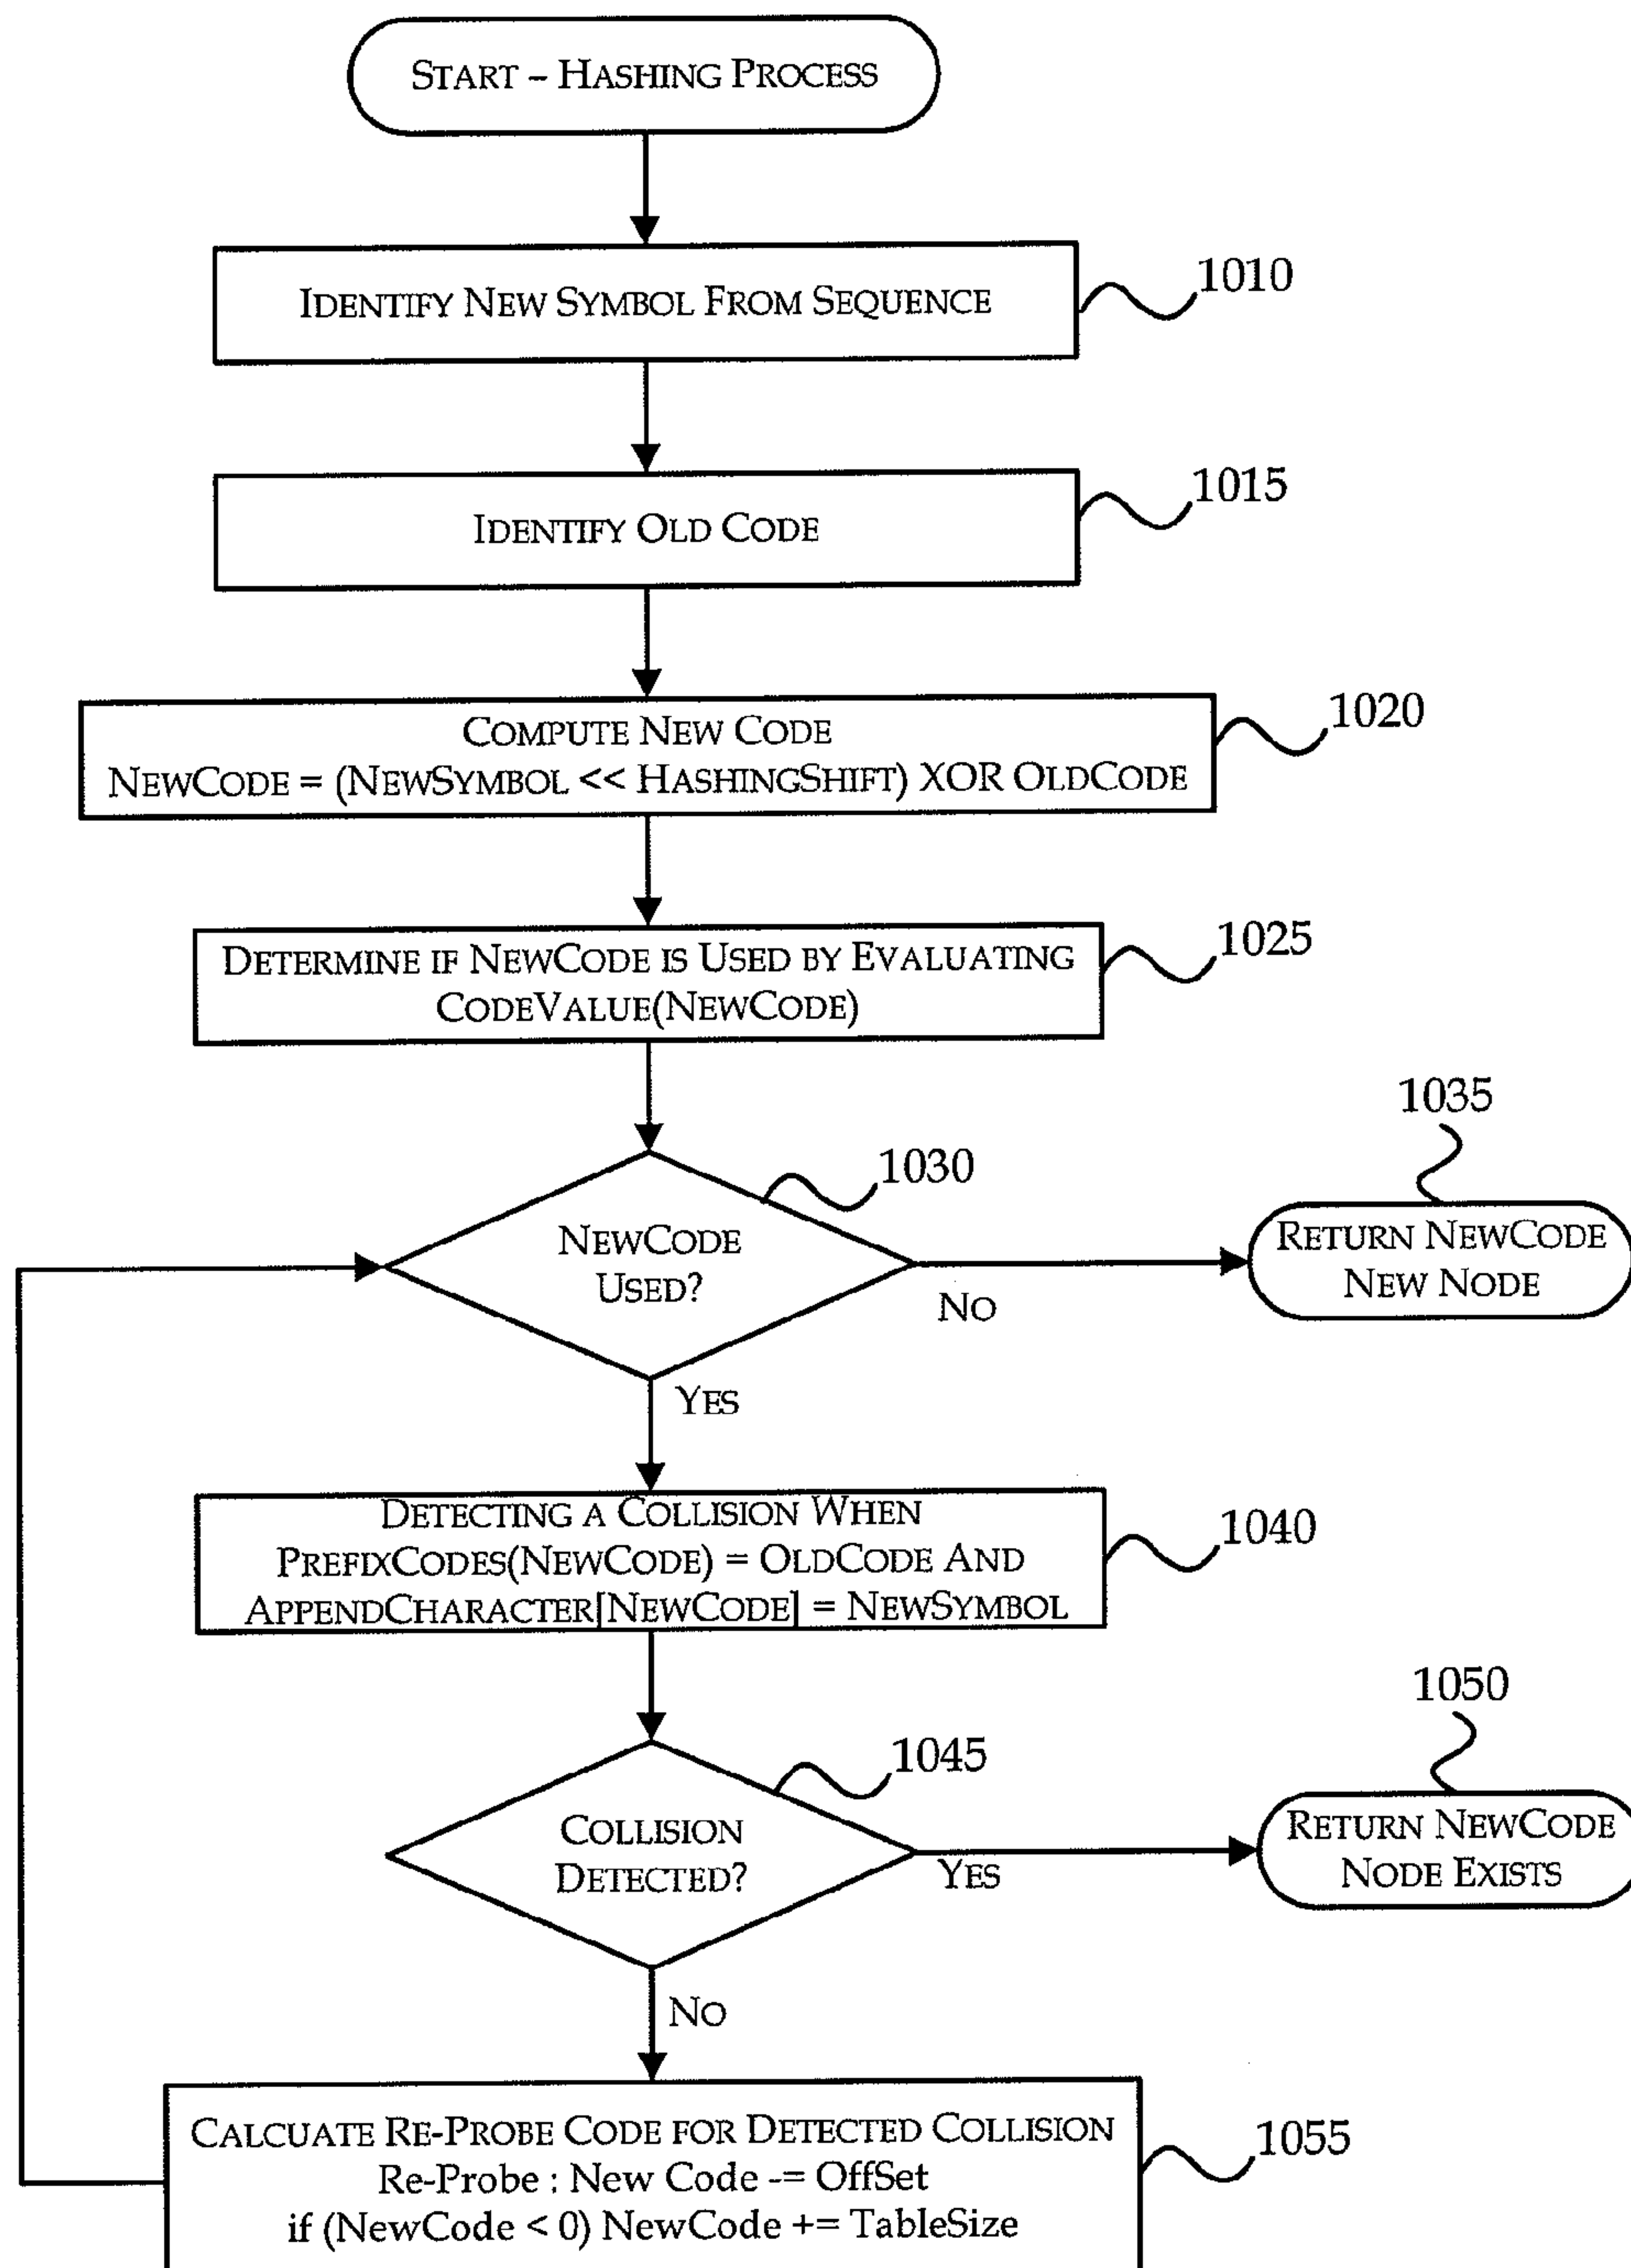 START – HASHING PROCESS
IDENTIFY NEW SYMBOL FROM SEQUENCE
1010
IDENTIFY OLD CODE
1015
COMPUTE NEW CODE
NEWCODE = (NEWSYMBOL << HASHINGSHIFT) XOR OLDCODE
1020
DETERMINE IF NEWCODE IS USED BY EVALUATING
CODEVALUE(NEWCODE)
1025
NEWCODE
USED?
1030
NO
1035
RETURN NEWCODE
NEW NODE
YES
DETECTING A COLLISION WHEN
PREFIXCODES(NEWCODE) = OLDCODE AND
APPENDCHARACTER[NEWCODE] = NEWSYMBOL
1040
COLLISION
DETECTED?
1045
YES
1050
RETURN NEWCODE
NODE EXISTS
NO
CALCUATE RE-PROBE CODE FOR DETECTED COLLISION
Re-Probe : New Code -= OffSet
if (NewCode < 0) NewCode += TableSize
1055